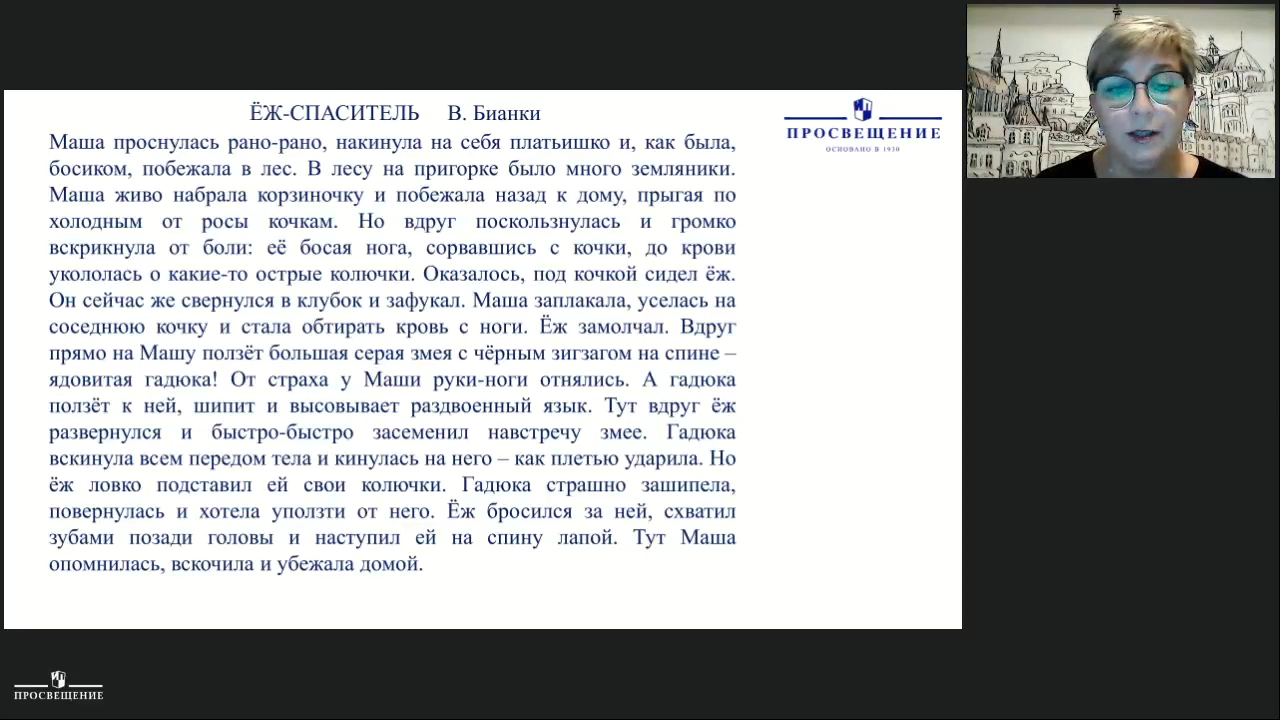 ЁЖ-СПАСИТЕЛЬ В. Бианки
Маша проснулась рано-рано, накинула на себя платьишко и, как была,
босиком, побежала в лес. В лесу на пригорке было много земляники.
Маша живо набрала корзиночку и побежала назад к дому, прыгая по
холодным от росы кочкам. Но вдруг поскользнулась и громко
вскрикнула от боли: её босая нога, сорвавшись с кочки, до крови
укололась о какие-то острые колючки. Оказалось, под кочкой сидел ёж.
Он сейчас же свернулся в клубок и зафукал. Маша заплакала, уселась на
соседнюю кочку и стала обтирать кровь с ноги. Ёж замолчал. Вдруг
прямо на Машу ползёт большая серая змея с чёрным зигзагом на спине –
ядовитая гадюка! От страха у Маши руки-ноги отнялись. А гадюка
ползёт к ней, шипит и высовывает раздвоенный язык. Тут вдруг ёж
развернулся и быстро-быстро засеменил навстречу змее. Гадюка
вскинула всем передом тела и кинулась на него – как плетью ударила. Но
ёж ловко подставил ей свои колючки. Гадюка страшно зашипела,
повернулась и хотела уползти от него. Ёж бросился за ней, схватил
зубами позади головы и наступил ей на спину лапой. Тут Маша
опомнилась, вскочила и убежала домой.
ПРОСВЕЩЕНИЕ
ОСНОВАНО В 1930
ПРОСВЕЩЕНИЕ